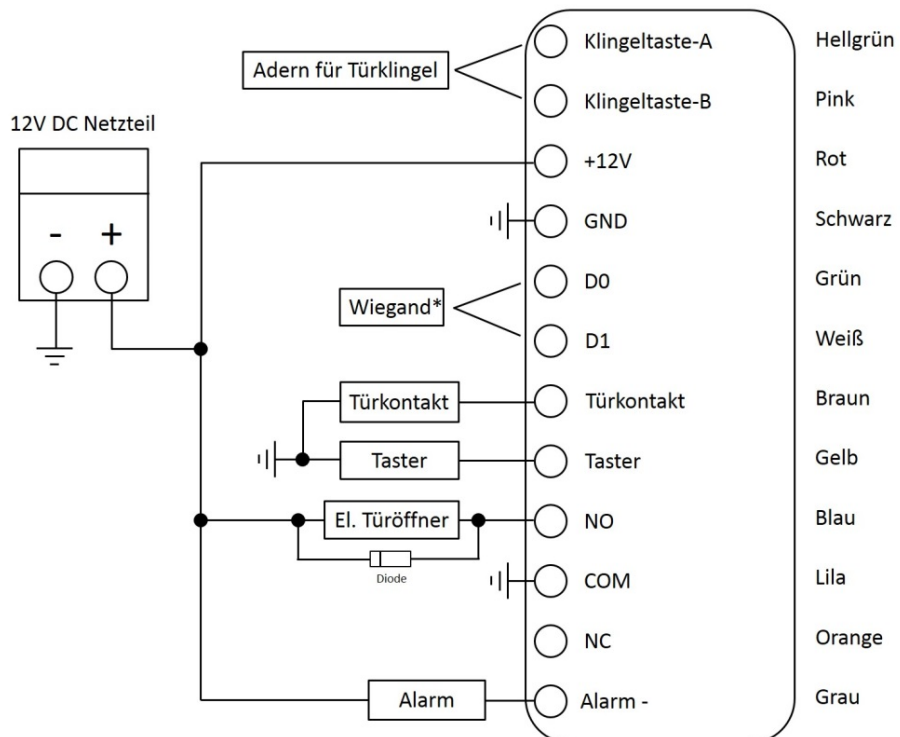 Klingeltaste-A Hellgrün
Adern für Türklingel
Klingeltaste-B Pink
12V DC Netzteil
+12V Rot
- +
GND Schwarz
D0 Grün
Wiegand*
D1 Weiß
Türkontakt Türkontakt Braun
Taster Taster Gelb
El. Türöffner NO Blau
Diode
COM Lila
NC Orange
Alarm Alarm - Grau